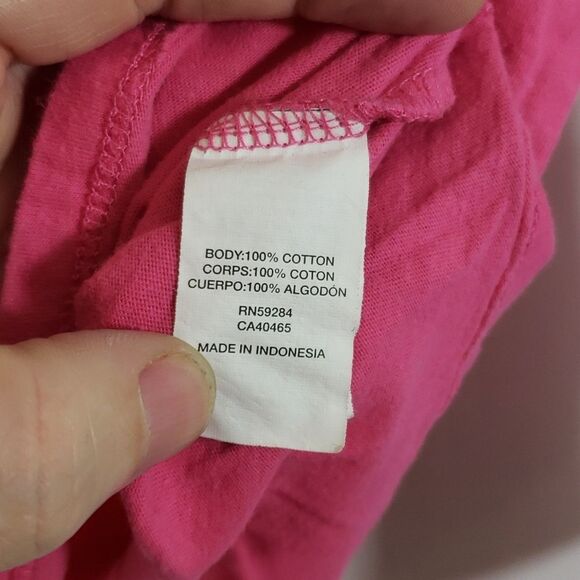 BODY:100% COTTON
CORPS:100% COTON
CUERPO:100% ALGODÓN
RN59284
CA40465
MADE IN INDONESIA